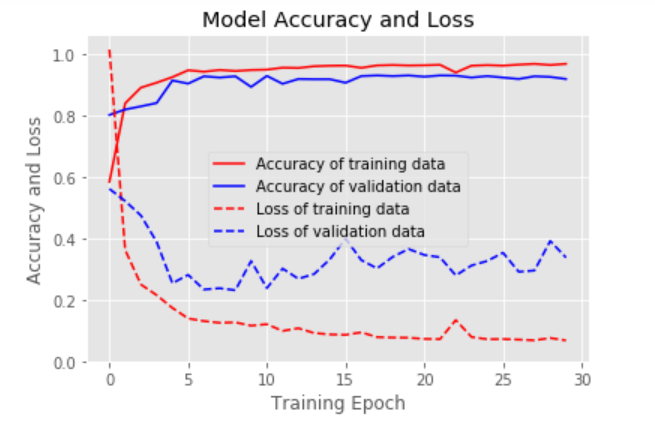 Model Accuracy and Loss
Accuracy and Loss
1.0
0.8
0.6
0.4
0.2
0.0
Accuracy of training data
Accuracy of validation data
Loss of training data
Loss of validation data
0 5 10 15 20 25 30
Training Epoch